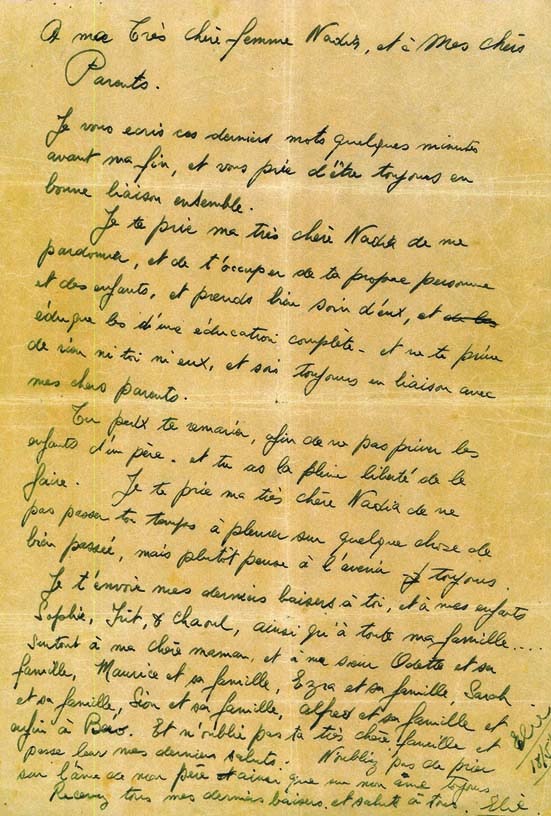 A ma Très chère femme Nadia, et à Mes chers
Parents.
Je vous ecris ces derniers mots quelques minutes
avant ma fin, et vous prie d'être toujours en
bonne liaison ensemble.
Je te prie ma très chère Nadia de me
pardonner, et de t'occuper de ta propre personne
et des enfants, et prends bien soin d'eux, et de les
éduque les d'une éducation complète - et ne te prive
de rien ni toi ni eux, et sois toujours en liaison avec
mes chers parents.
Tu peux te remarier, afin de ne pas priver les
enfants d'un père - et tu as la pleine liberté de le
faire. Je te prie ma très chère Nadia de ne
pas passer ton temps à pleurer sur quelque chose de
bien passée, mais plutôt pense à l'avenir toujours
Je t'envoie mes derniers baisers à toi, et à mes enfants
Sophie, Irit, & Chaoul, ainsi qu'à toute ma famille....
Surtout à ma chère maman, et à ma sœur Odette et sa
famille, Maurice et sa famille, Ezra et sa famille, Sarah
et sa famille, Sion et sa famille, Alfred et sa famille et
enfin à Et n'oublie pas ta très chère famille et
passe leur mes derniers saluts. N'oubliez pas de prier
sur l'âme de mon père et ainsi que sur mon âme toujours
Recevez tous mes derniers baisers et saluts à tous. Elie
Elie